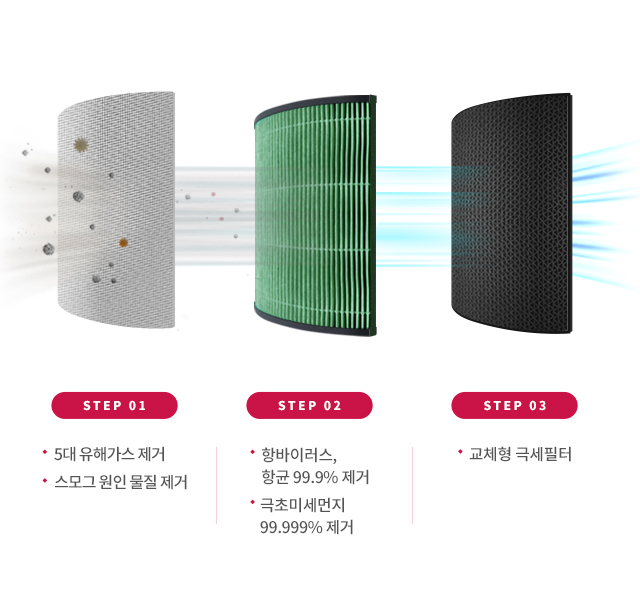 STEP 01
5대 유해가스 제거
스모그 원인 물질 제거
STEP 02
항바이러스,
항균 99.9% 제거
극초미세먼지
99.999% 제거
STEP 03
교체형 극세필터